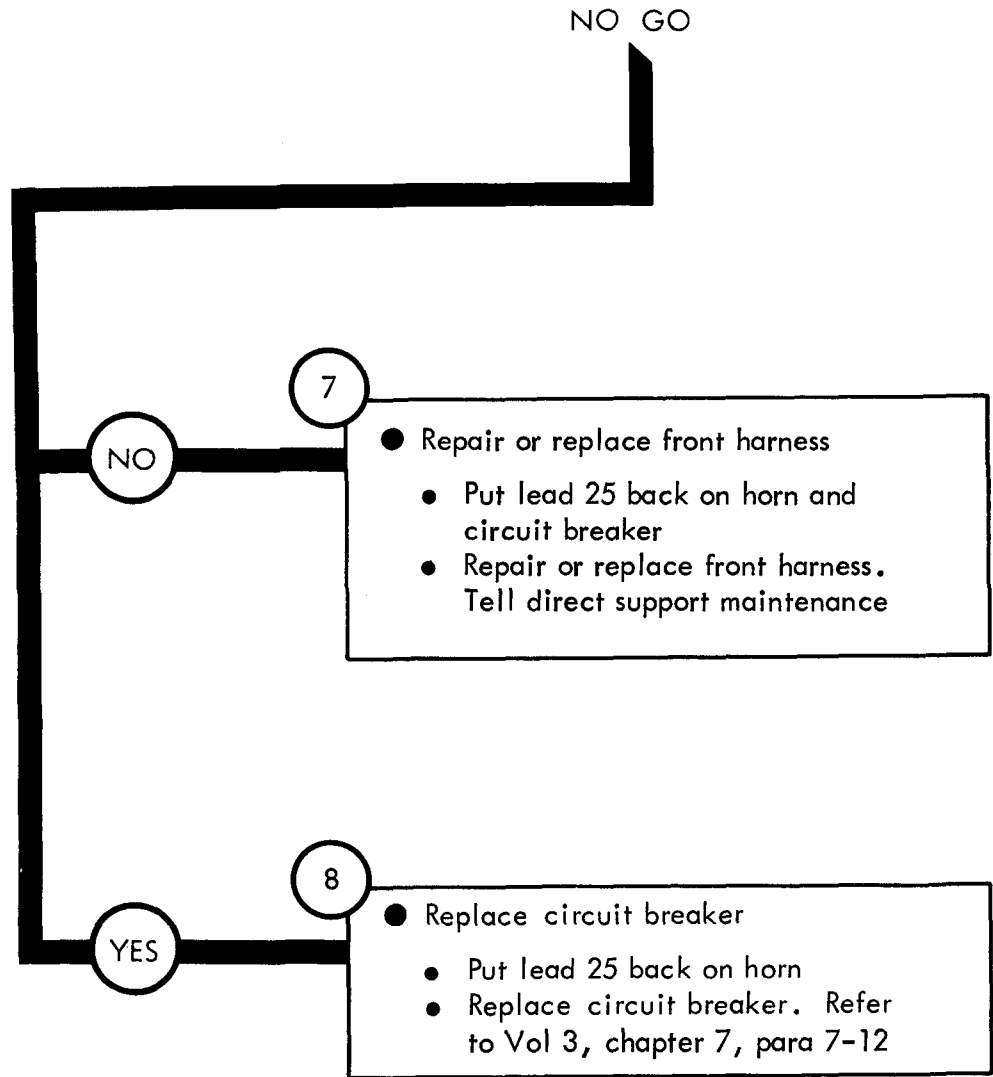 NO GO
7
NO
● Repair or replace front harness
● Put lead 25 back on horn and
circuit breaker
● Repair or replace front harness.
Tell direct support maintenance
8
YES
● Replace circuit breaker
● Put lead 25 back on horn
● Replace circuit breaker. Refer
to Vol 3, chapter 7, para 7-12